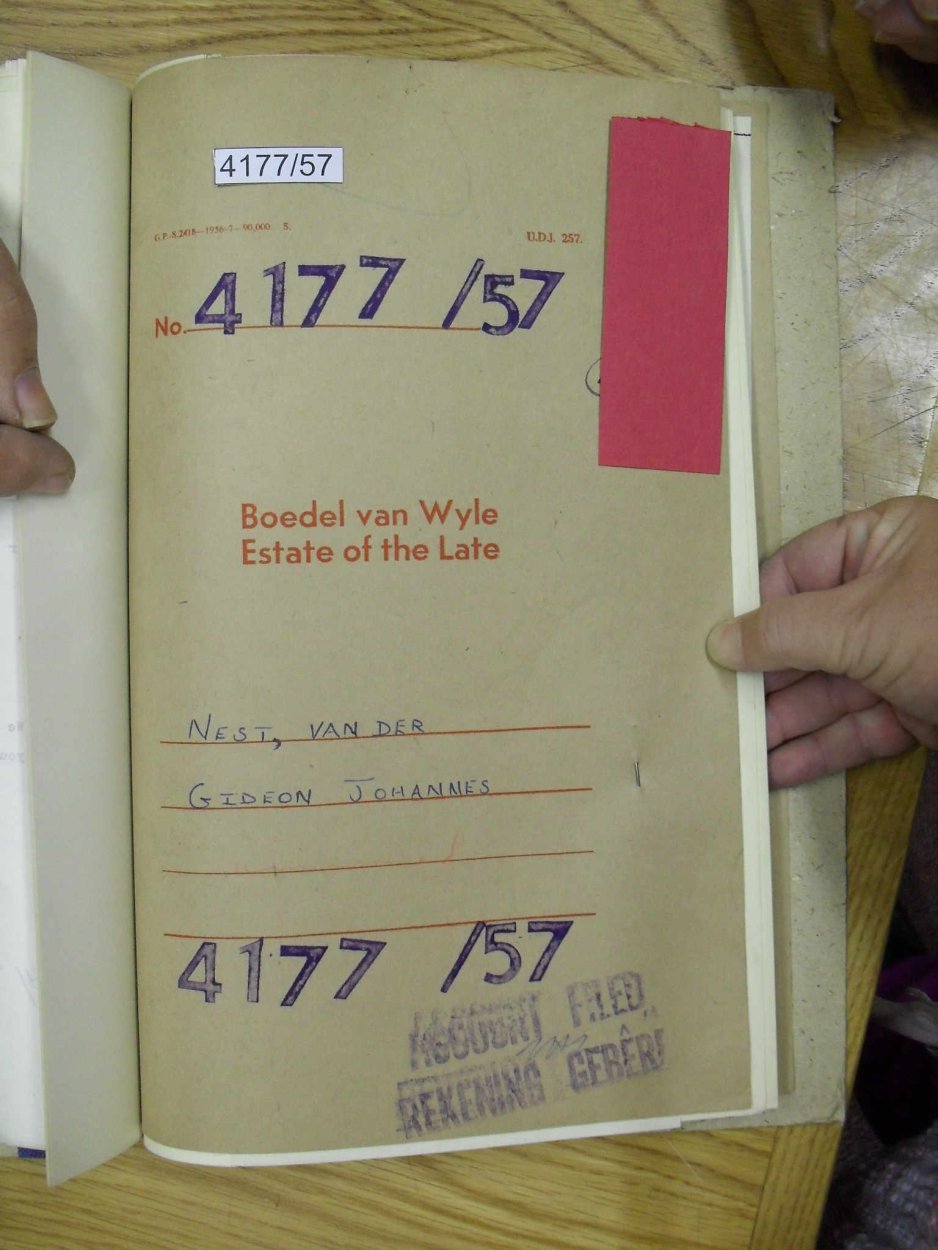 4177/57
G.P.-S.2418—1956-7—90,000. S.
U.D.J. 257.
No. 4177 /57
Boedel van Wyle
Estate of the Late
NEST, VAN DER
GIDEON JOHANNES
4177 /57
ACCOUNT FILED.
REKENING GEBÊRE